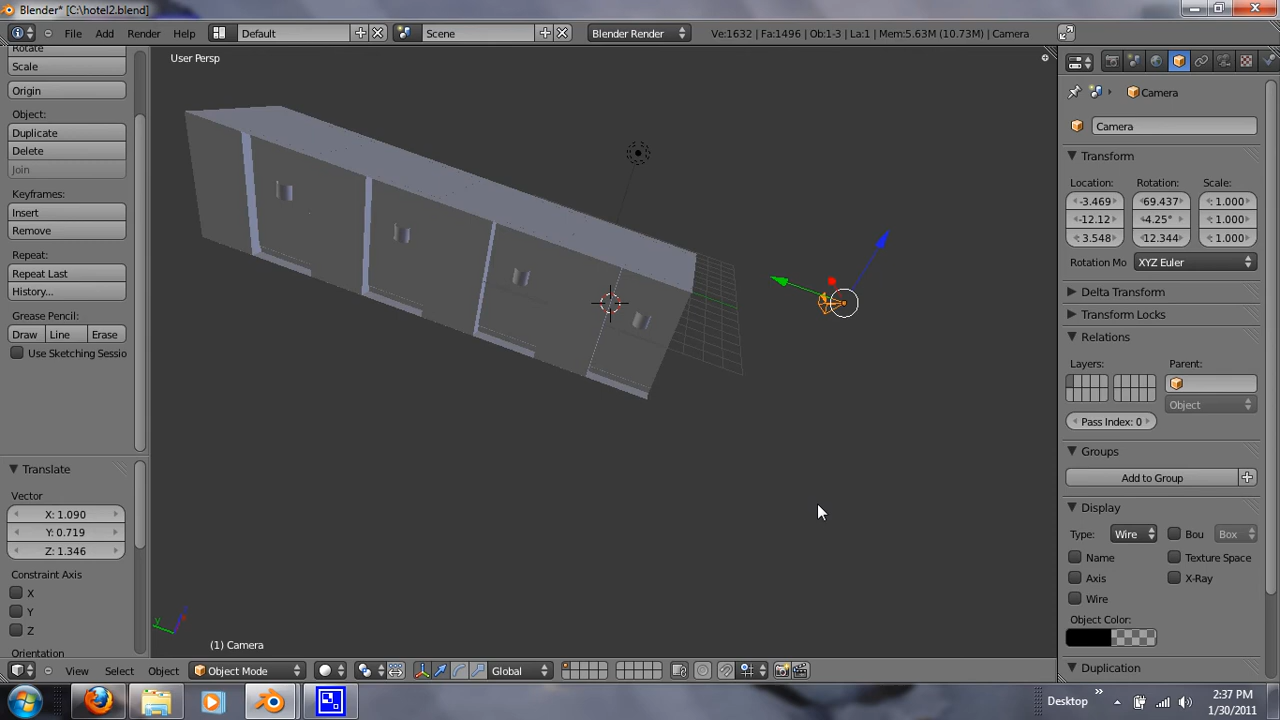 Blender* [C:\hotel2.blend]
File Add Render Help Default Scene Blender Render Ve:1632 | Fa:1496 | Ob:1-3 | La:1 | Mem:5.63M (10.73M) | Camera
Rotate
Scale
Origin
Object:
Duplicate
Delete
Join
Keyframes:
Insert
Remove
Repeat:
Repeat Last
History...
Grease Pencil:
Draw Line Erase
Use Sketching Sessio
Translate
Vector
X: 1.090
Y: 0.719
Z: 1.346
Constraint Axis
X
Y
Z
Orientation
User Persp
y
(1) Camera
View Select Object Object Mode Global
Camera
Camera
Transform
Location: Rotation: Scale:
-3.469 69.437 : 1.000
-12.12 -4.25° : 1.000
3.548 12.344 : 1.000
Rotation Mo XYZ Euler
Delta Transform
Transform Locks
Relations
Layers: Parent:
Object
Pass Index: 0
Groups
Add to Group
Display
Type: Wire Bou Box
Name Texture Space
Axis X-Ray
Wire
Object Color:
Duplication
Desktop
2:37 PM
1/30/2011